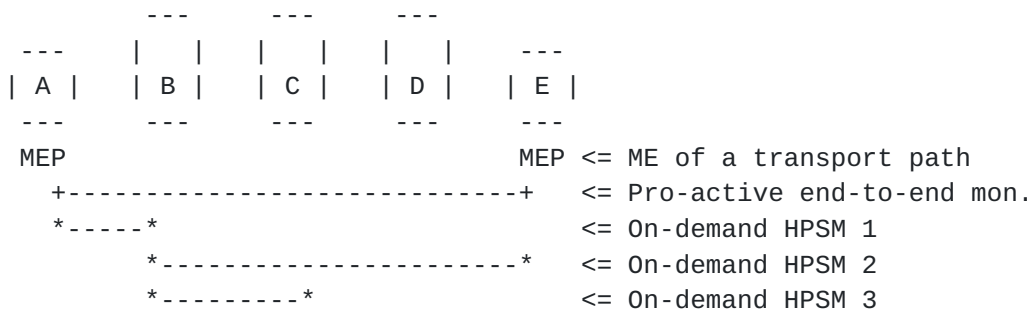 ---     ---     ---
---    |   |   |   |   |   |    ---
| A |   | B |   | C |   | D |   | E |
---     ---     ---     ---     ---
MEP                             MEP <= ME of a transport path
+-----------------------------+   <= Pro-active end-to-end mon.
*-----*                           <= On-demand HPSM 1
*-----------------------*   <= On-demand HPSM 2
*---------*                 <= On-demand HPSM 3